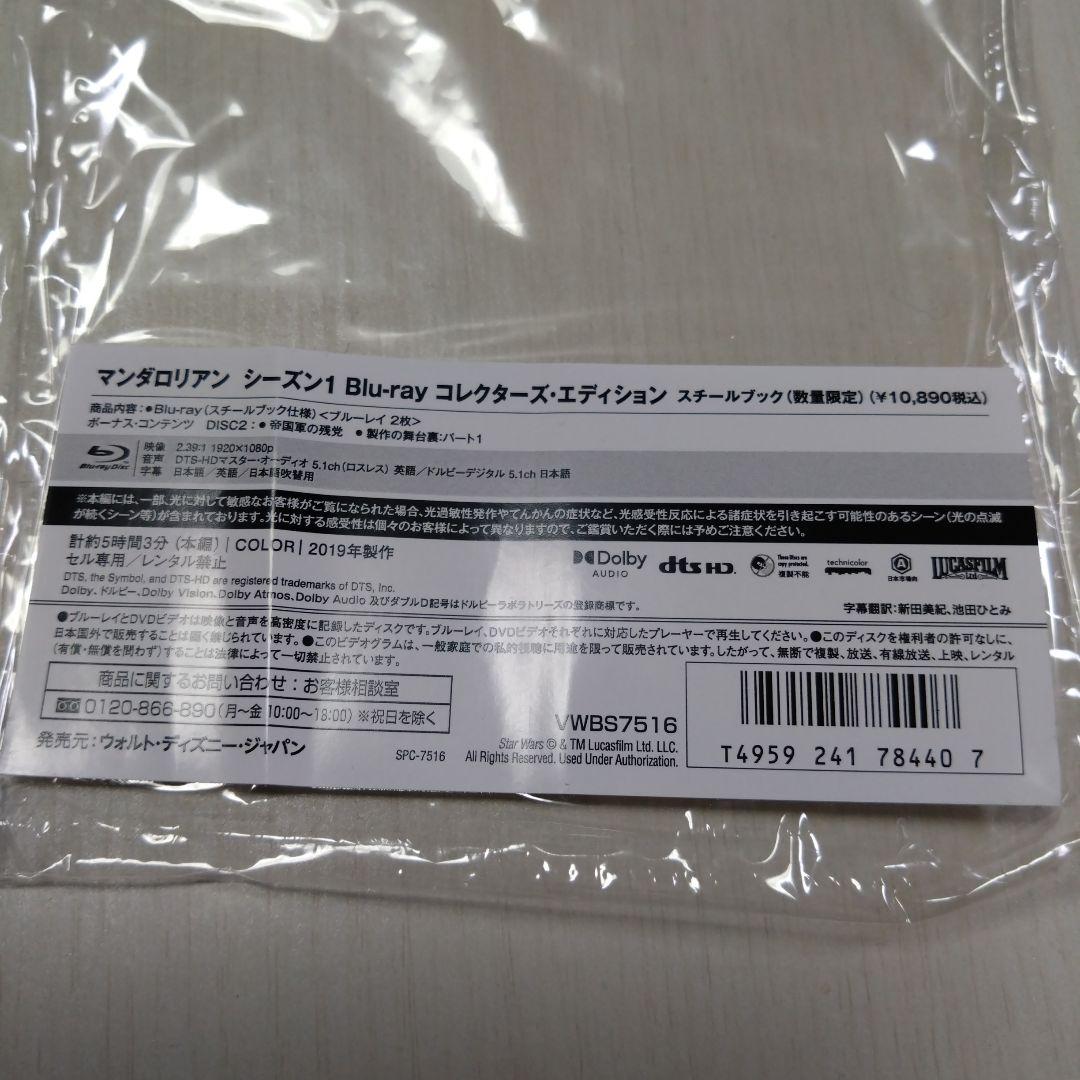 マンダロリアン シーズン1 Blu-ray コレクターズ・エディション スチールブック(数量限定)(¥10,890税込)
商品内容:●Blu-ray(スチールブック仕様)<ブルーレイ 2枚>
ボーナス・コンテンツ DISC2:●帝国軍の残党 ●製作の舞台裏:パート1
Blu-ray Disc
映像 2.39:1 1920×1080p
音声 DTS-HDマスター・オーディオ 5.1ch(ロスレス) 英語/ドルビーデジタル 5.1ch 日本語
字幕 日本語/英語/日本語吹替用
※本編には、一部、光に対して敏感なお客様がご覧になられた場合、光過敏性発作やてんかんの症状など、光感受性反応による諸症状を引き起こす可能性のあるシーン(光の点滅
が続くシーン等)が含まれております。光に対する感受性は個々のお客様によって異なりますので、ご鑑賞いただく際には予めご注意ください。
計約5時間3分(本編)|COLOR|2019年製作
セル専用/レンタル禁止
Dolby AUDIO
dts HD
These Discs are copy protected. 複製不能
technicolor
A 日本市場向
LUCASFILM Ltd
DTS, the Symbol, and DTS-HD are registered trademarks of DTS, Inc.
Dolby、ドルビー、Dolby Vision、Dolby Atmos、Dolby Audio 及びダブルD記号はドルビーラボラトリーズの登録商標です。
字幕翻訳:新田美紀、池田ひとみ
●ブルーレイとDVDビデオは映像と音声を高密度に記録したディスクです。ブルーレイ、DVDビデオそれぞれに対応したプレーヤーで再生してください。●このディスクを権利者の許可なしに、
日本国外で販売することは固く禁じられています。●このビデオグラムは、一般家庭での私的視聴に用途を限って販売されています。したがって、無断で複製、放送、有線放送、上映、レンタル
(有償・無償を問わず)することは法律によって一切禁止されています。
商品に関するお問い合わせ:お客様相談室
0120-866-890(月〜金10:00〜18:00)※祝日を除く
発売元:ウォルト・ディズニー・ジャパン
SPC-7516
VWBS7516
Star Wars © & TM Lucasfilm Ltd. LLC.
All Rights Reserved. Used Under Authorization.
T4959 241 78440 7